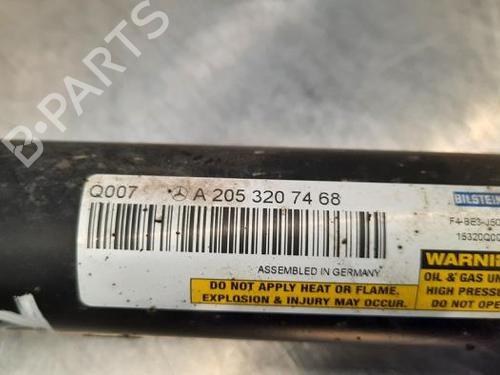 B-PARTS
Q007 A 205 320 74 68
BILSTEIN
ASSEMBLED IN GERMANY
DO NOT APPLY HEAT OR FLAME.
EXPLOSION & INJURY MAY OCCUR.
WARNIN
OIL & GAS UN
HIGH PRESSU
DO NOT OPE